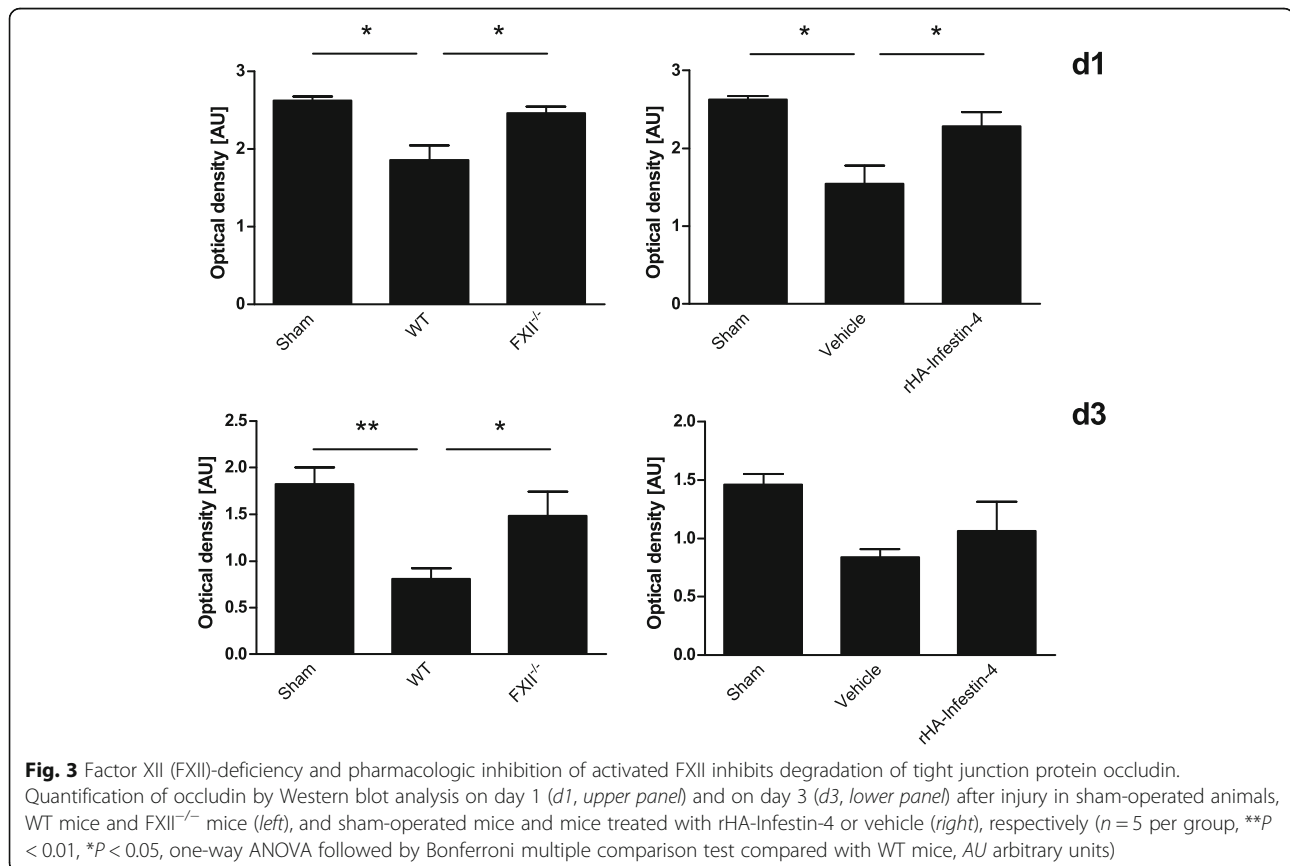 * * * * d1
3 3
2 2
1 1
0 0
Optical density [AU] Optical density [AU]
Sham WT FXII-/- Sham Vehicle rHA-Infestin-4
** * d3
2.5 2.0
2.0 1.5
1.5 1.0
1.0 0.5
0.5 0.0
0.0
Optical density [AU] Optical density [AU]
Sham WT FXII-/- Sham Vehicle rHA-Infestin-4
Fig. 3 Factor XII (FXII)-deficiency and pharmacologic inhibition of activated FXII inhibits degradation of tight junction protein occludin.
Quantification of occludin by Western blot analysis on day 1 (d1, upper panel) and on day 3 (d3, lower panel) after injury in sham-operated animals,
WT mice and FXII−/− mice (left), and sham-operated mice and mice treated with rHA-Infestin-4 or vehicle (right), respectively (n = 5 per group, **P
< 0.01, *P < 0.05, one-way ANOVA followed by Bonferroni multiple comparison test compared with WT mice, AU arbitrary units)